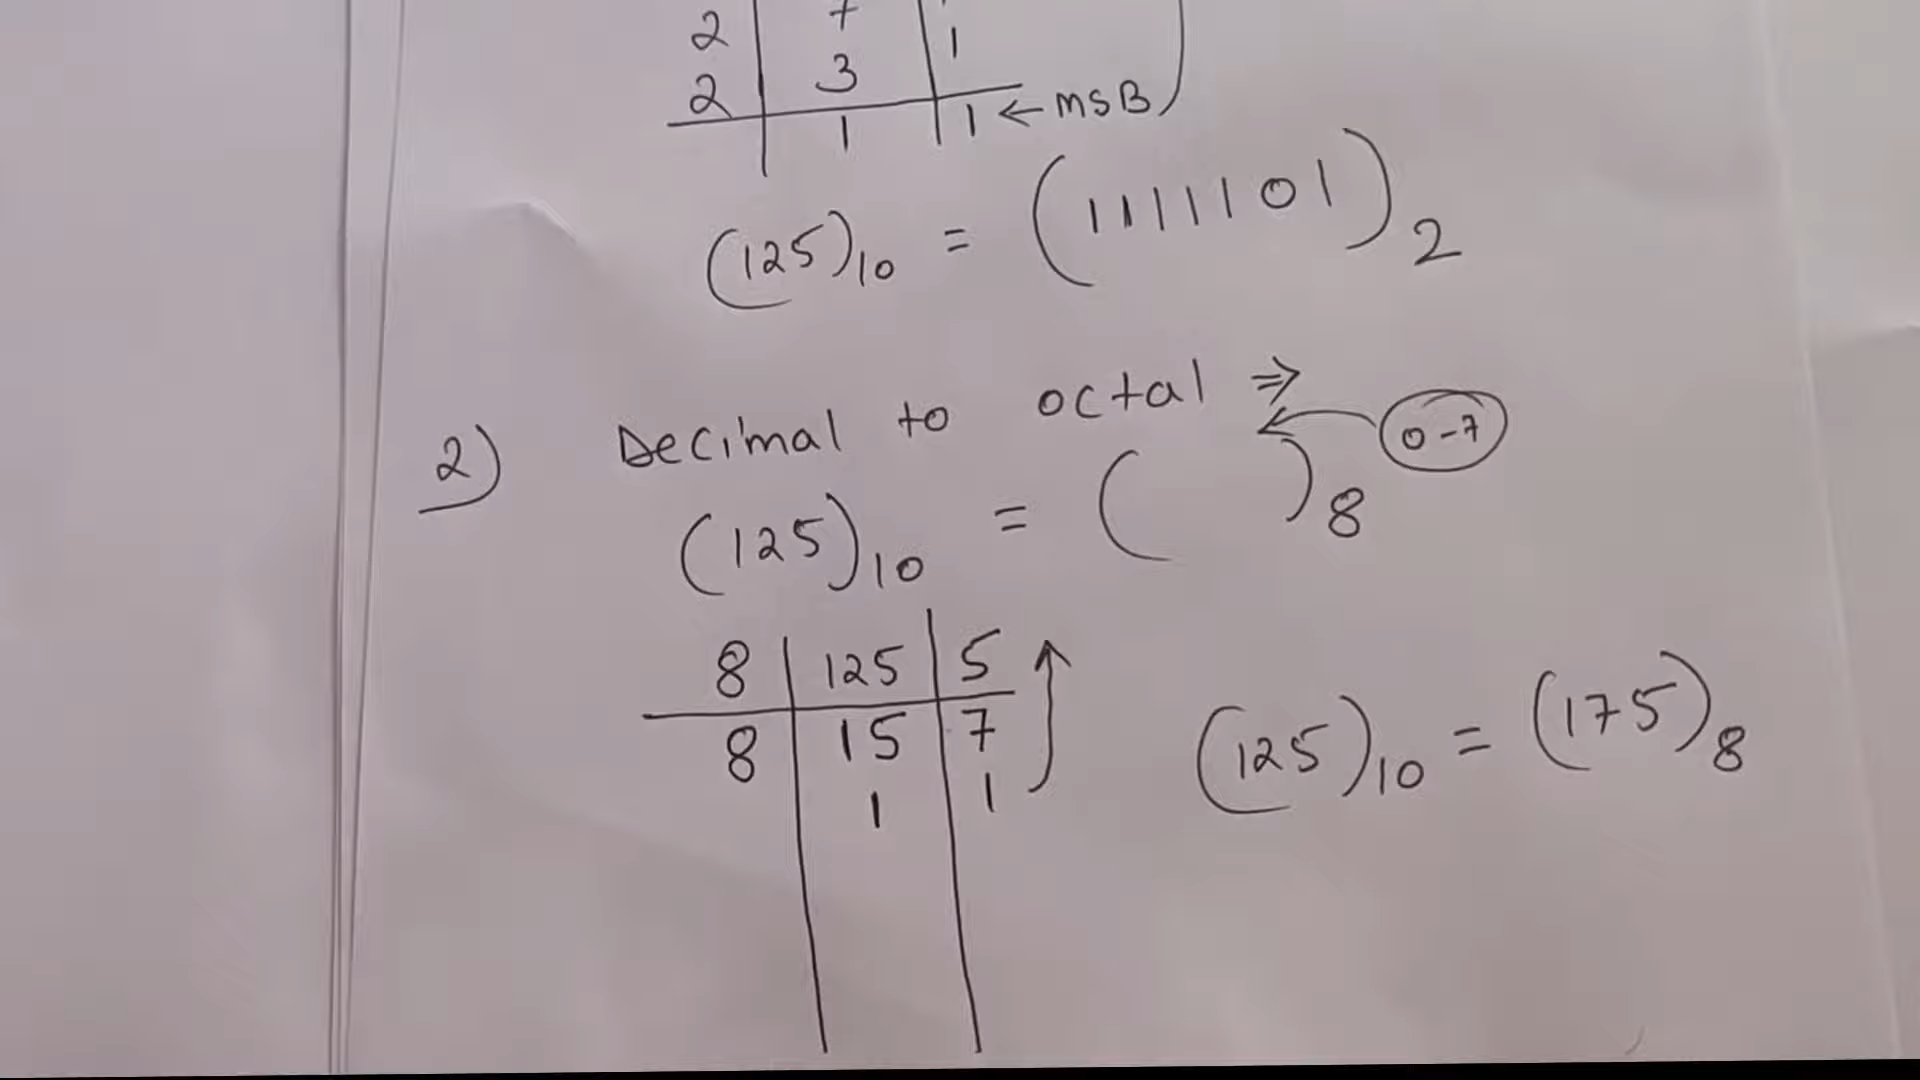 2 | 7
2 | 3 | 1
1 | 1 ← MSB
(125)10 = (1111101)2
2) Decimal to octal ⇒
0-7
(125)10 = ( )8
8 | 125 | 5
8 | 15 | 7
1 | 1
(125)10 = (175)8